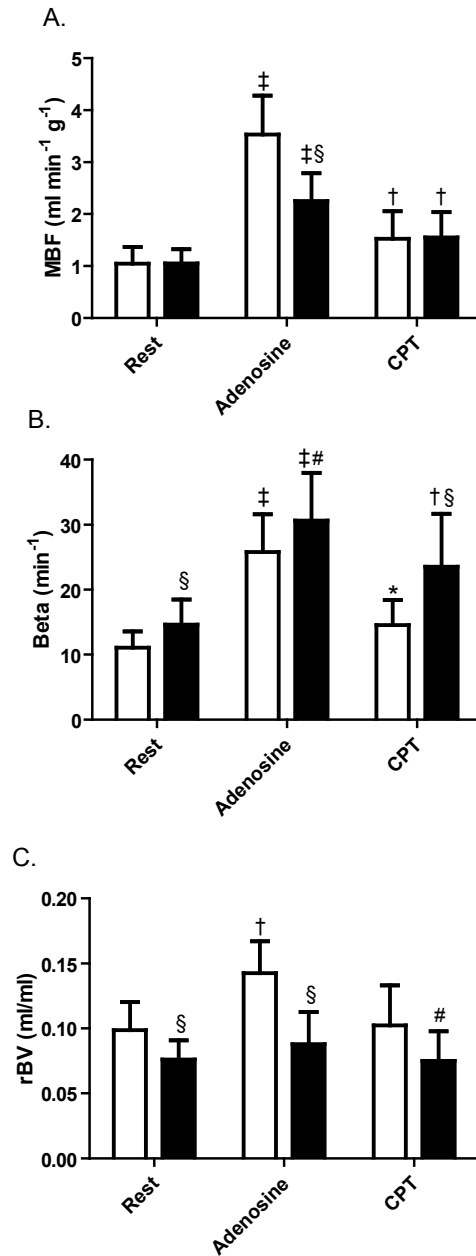 A.
MBF (ml min⁻¹ g⁻¹)
5
4
3
2
1
0
‡
‡§
†
†
Rest
Adenosine
CPT
B.
Beta (min⁻¹)
40
30
20
10
0
§
‡
‡#
*
†§
Rest
Adenosine
CPT
C.
rBV (ml/ml)
0.20
0.15
0.10
0.05
0.00
§
†
§
#
Rest
Adenosine
CPT